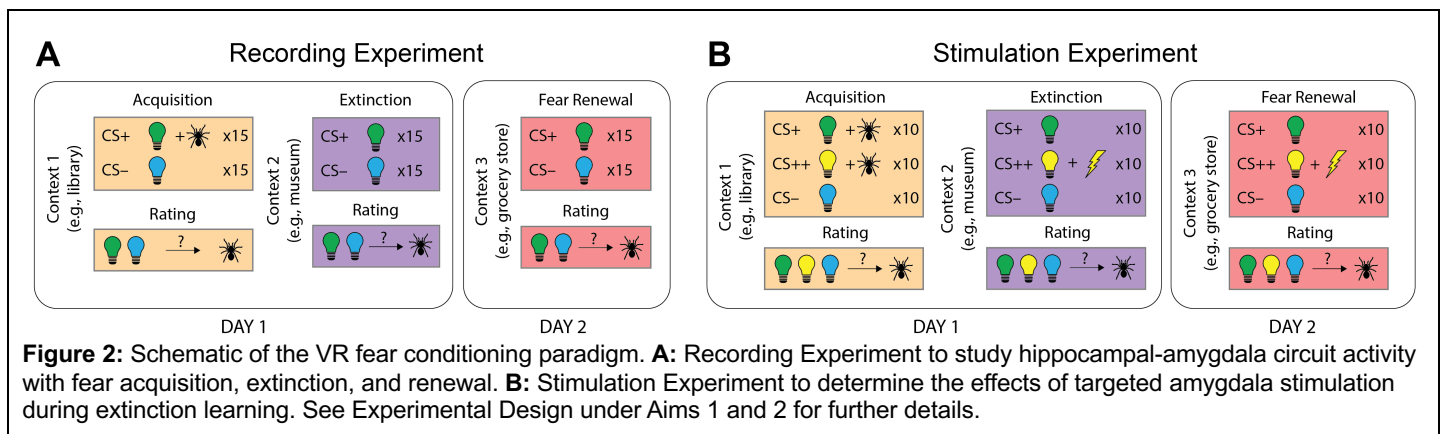 A
Recording Experiment
Context 1
(e.g., library)
Acquisition
CS+ + x15
CS– x15
Rating
?
Context 2
(e.g., museum)
Extinction
CS+ x15
CS– x15
Rating
?
DAY 1
Context 3
(e.g., grocery store)
Fear Renewal
CS+ x15
CS– x15
Rating
?
DAY 2
B
Stimulation Experiment
Context 1
(e.g., library)
Acquisition
CS+ + x10
CS++ + x10
CS- x10
Rating
?
Context 2
(e.g., museum)
Extinction
CS+ x10
CS++ + x10
CS- x10
Rating
?
DAY 1
Context 3
(e.g., grocery store)
Fear Renewal
CS+ x10
CS++ + x10
CS- x10
Rating
?
DAY 2
Figure 2: Schematic of the VR fear conditioning paradigm. A: Recording Experiment to study hippocampal-amygdala circuit activity
with fear acquisition, extinction, and renewal. B: Stimulation Experiment to determine the effects of targeted amygdala stimulation
during extinction learning. See Experimental Design under Aims 1 and 2 for further details.